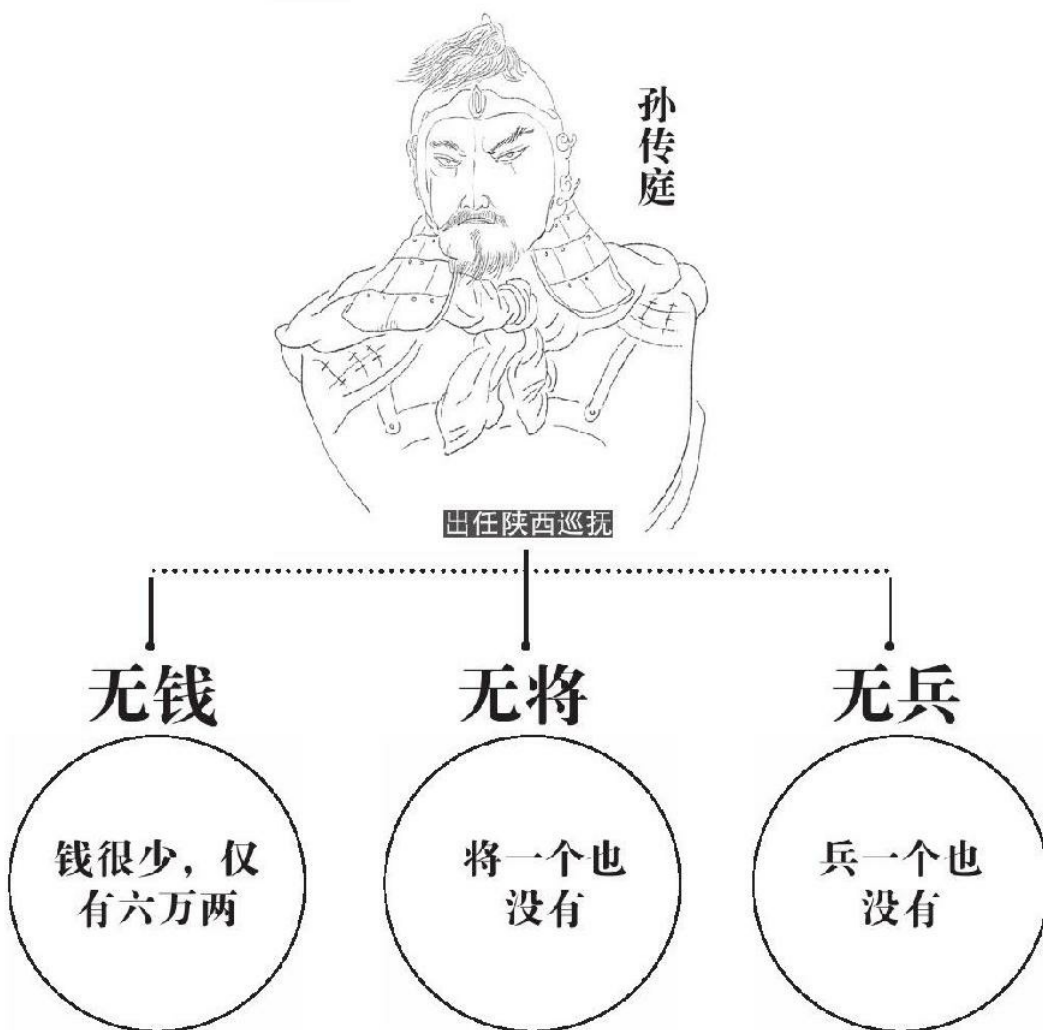 孙传庭
出任陕西巡抚
无钱
无将
无兵
钱很少，仅
有六万两
将一个也
没有
兵一个也
没有